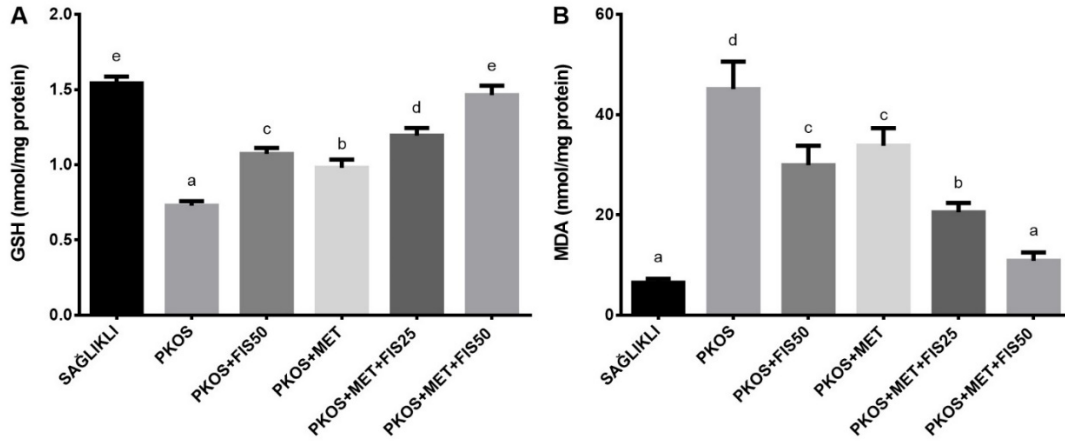 A
GSH (nmol/mg protein)
2.0
1.5
1.0
0.5
0.0
e
a
c
b
d
e
SAĞLIKLI
PKOS
PKOS+FIS50
PKOS+MET
PKOS+MET+FIS25
PKOS+MET+FIS50
B
MDA (nmol/mg protein)
60
40
20
0
a
d
c
c
b
a
SAĞLIKLI
PKOS
PKOS+FIS50
PKOS+MET
PKOS+MET+FIS25
PKOS+MET+FIS50